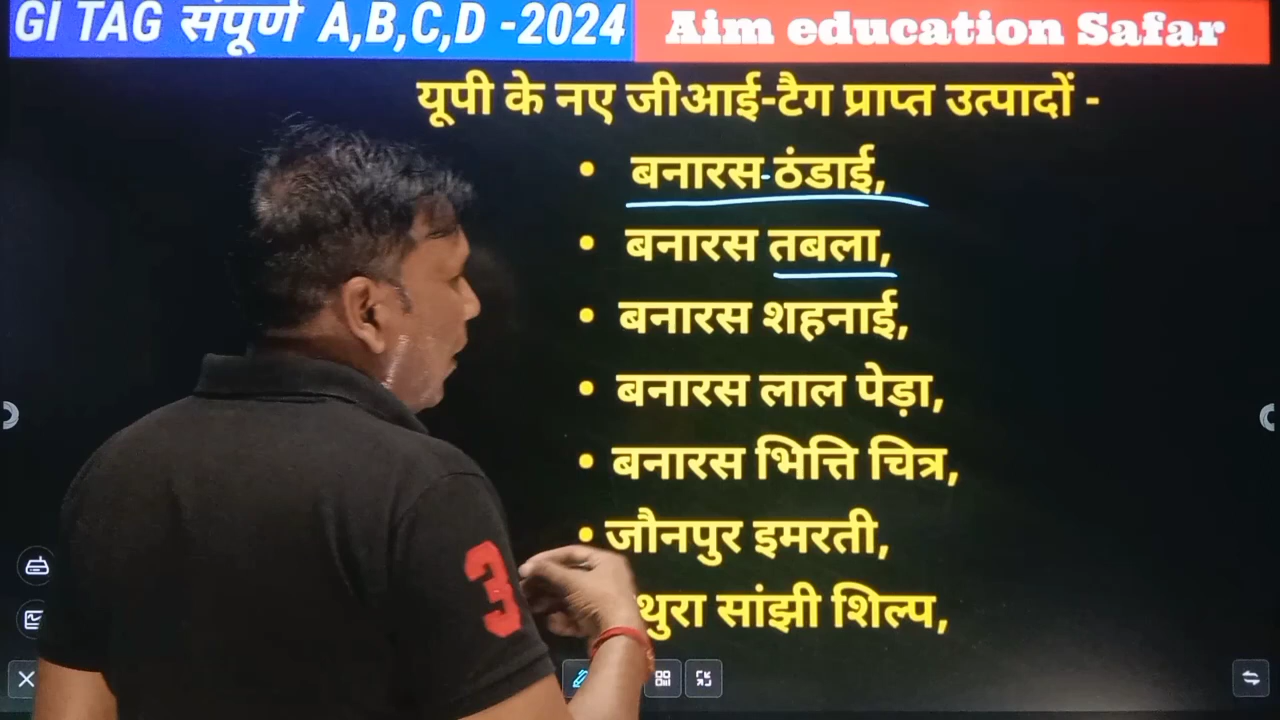 GI TAG संपूर्ण A,B,C,D -2024
Aim education Safar
यूपी के नए जीआई-टैग प्राप्त उत्पादों -
• बनारस-ठंडाई,
• बनारस तबला,
• बनारस शहनाई,
• बनारस लाल पेड़ा,
• बनारस भित्ति चित्र,
• जौनपुर इमरती,
सांझी शिल्प,
3